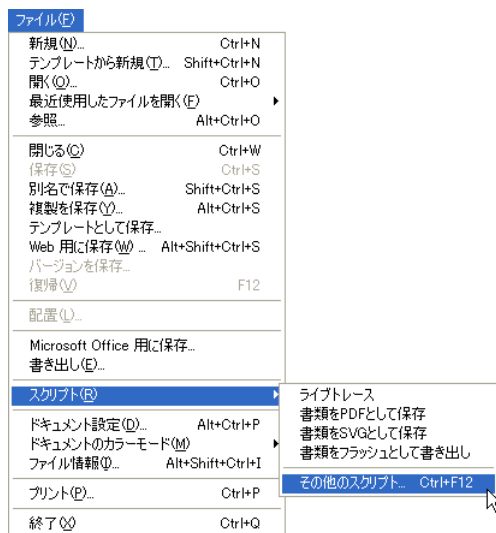 ファイル(F)
新規(N)... Ctrl+N
テンプレートから新規(T)... Shift+Ctrl+N
開く(O)... Ctrl+O
最近使用したファイルを開く(F)
参照... Alt+Ctrl+O
閉じる(C) Ctrl+W
保存(S) Ctrl+S
別名で保存(A)... Shift+Ctrl+S
複製を保存(Y)... Alt+Ctrl+S
テンプレートとして保存...
Web 用に保存(W) ... Alt+Shift+Ctrl+S
バージョンを保存...
復帰(V) F12
配置(L)...
Microsoft Office 用に保存...
書き出し(E)...
スクリプト(R)
ライブトレース
書類をPDFとして保存
書類をSVGとして保存
書類をフラッシュとして書き出し
その他のスクリプト... Ctrl+F12
ドキュメント設定(D)... Alt+Ctrl+P
ドキュメントのカラーモード(M)
ファイル情報(I)... Alt+Shift+Ctrl+I
プリント(P)... Ctrl+P
終了(X) Ctrl+Q